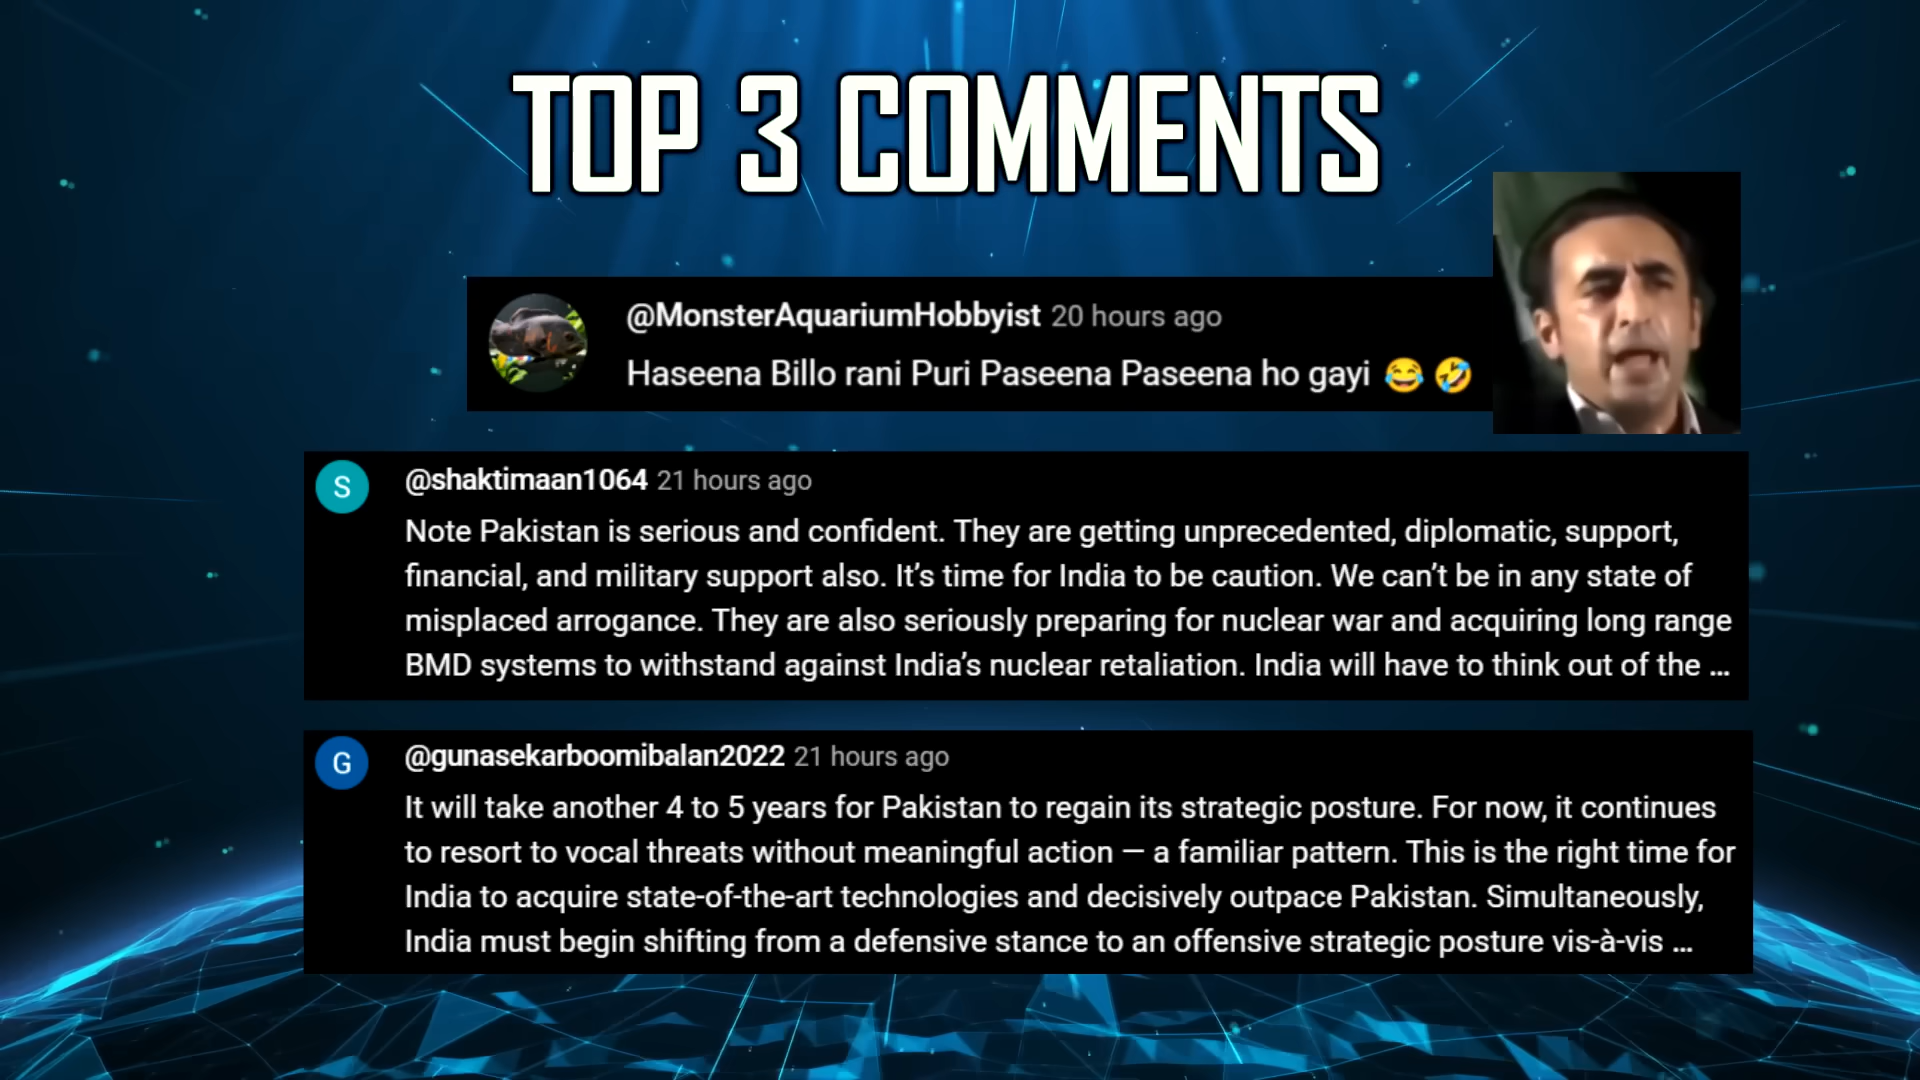 TOP 3 COMMENTS
@MonsterAquariumHobbyist 20 hours ago
Haseena Billo rani Puri Paseena Paseena ho gayi 😂 🤣
S
@shaktimaan1064 21 hours ago
Note Pakistan is serious and confident. They are getting unprecedented, diplomatic, support,
financial, and military support also. It’s time for India to be caution. We can’t be in any state of
misplaced arrogance. They are also seriously preparing for nuclear war and acquiring long range
BMD systems to withstand against India’s nuclear retaliation. India will have to think out of the ...
G
@gunasekarboomibalan2022 21 hours ago
It will take another 4 to 5 years for Pakistan to regain its strategic posture. For now, it continues
to resort to vocal threats without meaningful action — a familiar pattern. This is the right time for
India to acquire state-of-the-art technologies and decisively outpace Pakistan. Simultaneously,
India must begin shifting from a defensive stance to an offensive strategic posture vis-à-vis ...